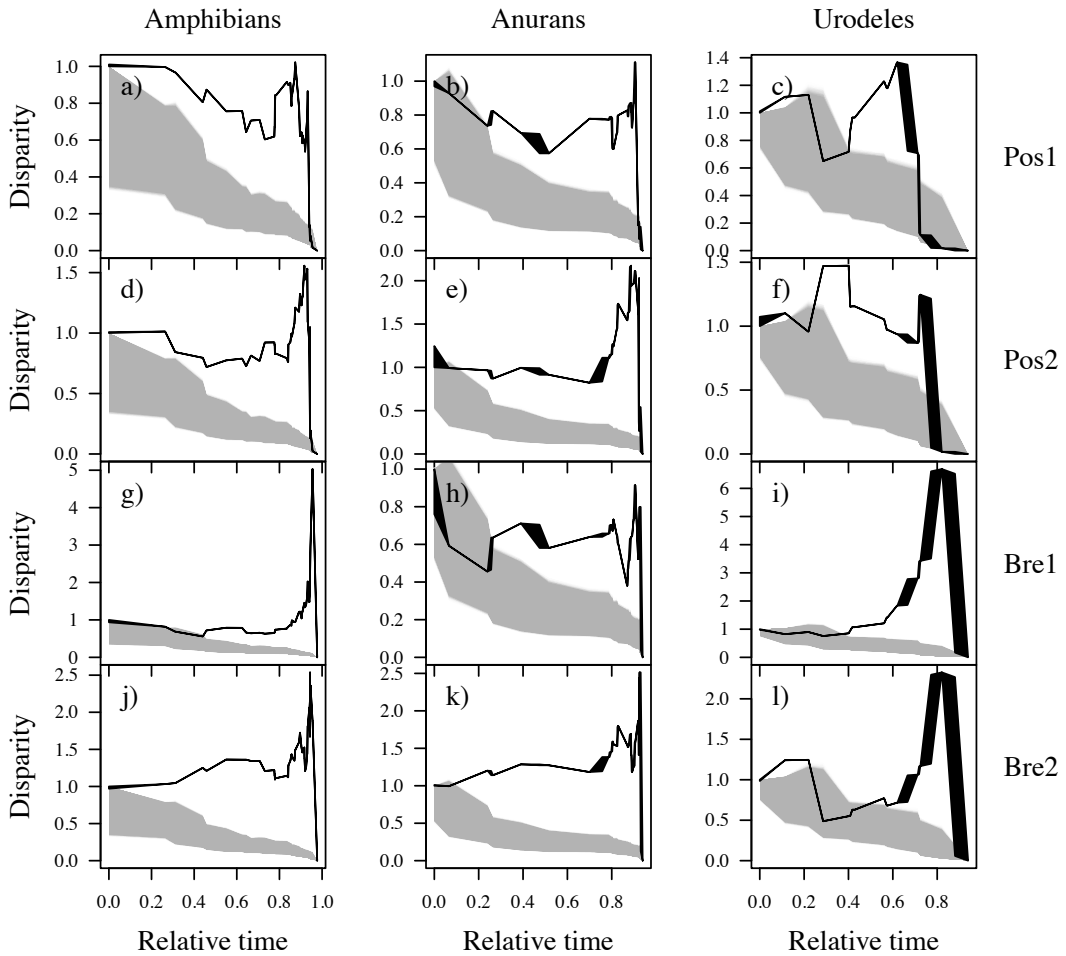 Amphibians Anurans Urodeles
a) b) c)
Disparity
1.0 0.8 0.6 0.4 0.2 0.0
1.0 0.8 0.6 0.4 0.2 0.0
1.4 1.2 1.0 0.8 0.6 0.4 0.2 0.0
Pos1
d) e) f)
Disparity
1.5 1.0 0.5 0.0
2.0 1.5 1.0 0.5 0.0
1.5 1.0 0.5 0.0
Pos2
g) h) i)
Disparity
5 4 3 2 1 0
1.0 0.8 0.6 0.4 0.2 0.0
6 5 4 3 2 1 0
Bre1
j) k) l)
Disparity
2.5 2.0 1.5 1.0 0.5 0.0
2.5 2.0 1.5 1.0 0.5 0.0
2.0 1.5 1.0 0.5 0.0
Bre2
0.0 0.2 0.4 0.6 0.8 1.0
0.0 0.2 0.4 0.6 0.8
0.0 0.2 0.4 0.6 0.8
Relative time Relative time Relative time